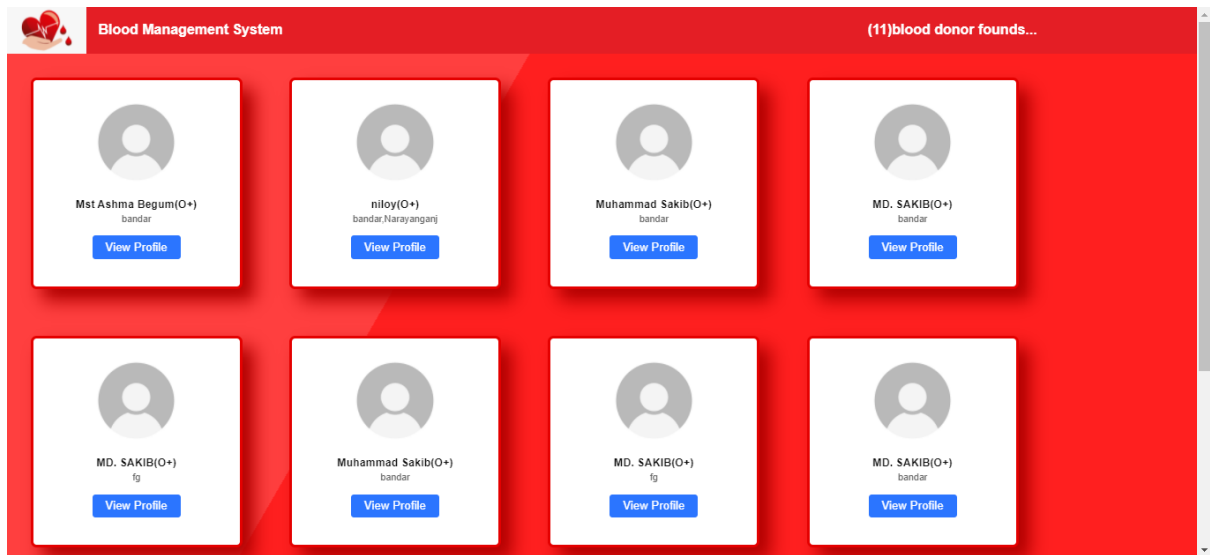 Blood Management System
(11)blood donor founds...
Mst Ashma Begum(O+)
bandar
View Profile
niloy(O+)
bandar,Narayanganj
View Profile
Muhammad Sakib(O+)
bandar
View Profile
MD. SAKIB(O+)
bandar
View Profile
MD. SAKIB(O+)
fg
View Profile
Muhammad Sakib(O+)
bandar
View Profile
MD. SAKIB(O+)
fg
View Profile
MD. SAKIB(O+)
bandar
View Profile